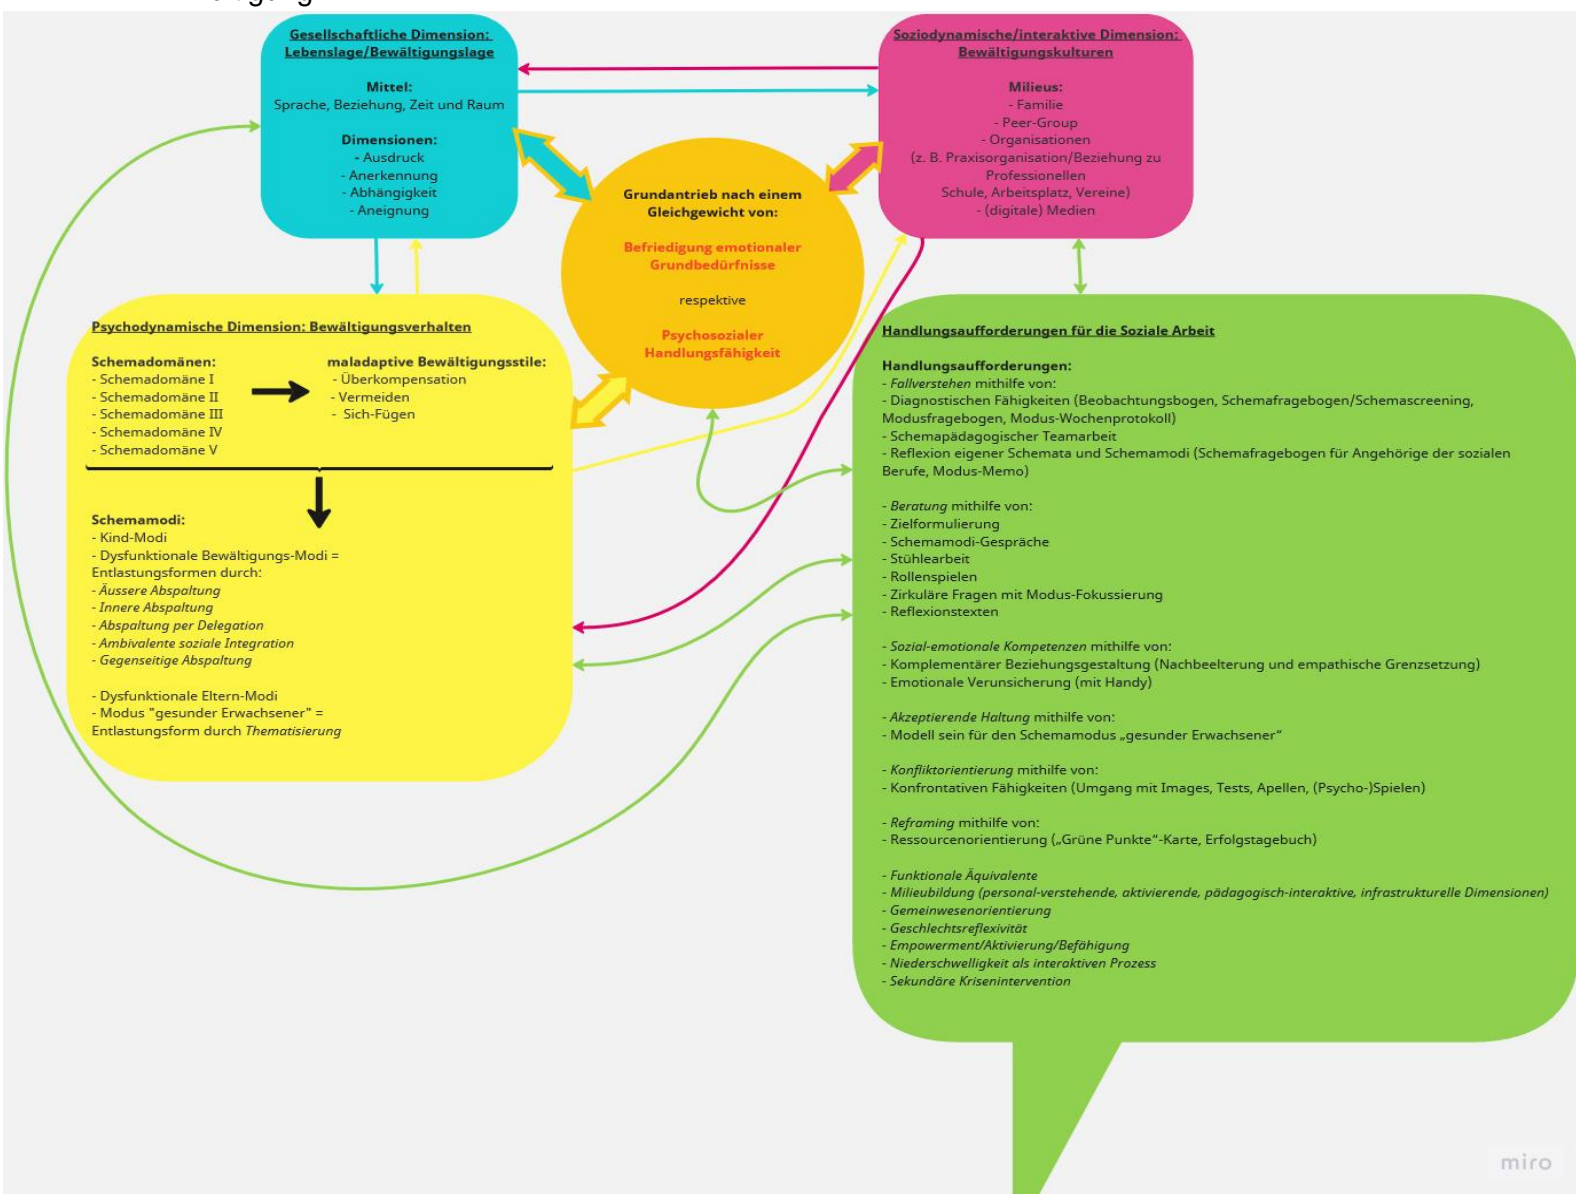 Gesellschaftliche Dimension:
Lebenslage/Bewältigungslage
Mittel:
Sprache, Beziehung, Zeit und Raum
Dimensionen:
- Ausdruck
- Anerkennung
- Abhängigkeit
- Aneignung
Soziodynamische/interaktive Dimension:
Bewältigungskulturen
Milieus:
- Familie
- Peer-Group
- Organisationen
(z. B. Praxisorganisation/Beziehung zu
Professionellen
Schule, Arbeitsplatz, Vereine)
- (digitale) Medien
Grundantrieb nach einem
Gleichgewicht von:
Befriedigung emotionaler
Grundbedürfnisse
respektive
Psychosozialer
Handlungsfähigkeit
Psychodynamische Dimension: Bewältigungsverhalten
Schemadomänen:
- Schemadomäne I
- Schemadomäne II
- Schemadomäne III
- Schemadomäne IV
- Schemadomäne V
maladaptive Bewältigungsstile:
- Überkompensation
- Vermeiden
- Sich-Fügen
Schemamodi:
- Kind-Modi
- Dysfunktionale Bewältigungs-Modi =
Entlastungsformen durch:
- Äussere Abspaltung
- Innere Abspaltung
- Abspaltung per Delegation
- Ambivalente soziale Integration
- Gegenseitige Abspaltung
- Dysfunktionale Eltern-Modi
- Modus "gesunder Erwachsener" =
Entlastungsform durch Thematisierung
Handlungsaufforderungen für die Soziale Arbeit
Handlungsaufforderungen:
- Fallverstehen mithilfe von:
- Diagnostischen Fähigkeiten (Beobachtungsbogen, Schemafragebogen/Schemascreening,
Modusfragebogen, Modus-Wochenprotokoll)
- Schemapädagogischer Teamarbeit
- Reflexion eigener Schemata und Schemamodi (Schemafragebogen für Angehörige der sozialen
Berufe, Modus-Memo)
- Beratung mithilfe von:
- Zielformulierung
- Schemamodi-Gespräche
- Stühlearbeit
- Rollenspielen
- Zirkuläre Fragen mit Modus-Fokussierung
- Reflexionstexten
- Sozial-emotionale Kompetenzen mithilfe von:
- Komplementärer Beziehungsgestaltung (Nachbeelterung und empathische Grenzsetzung)
- Emotionale Verunsicherung (mit Handy)
- Akzeptierende Haltung mithilfe von:
- Modell sein für den Schemamodus „gesunder Erwachsener“
- Konfliktorientierung mithilfe von:
- Konfrontativen Fähigkeiten (Umgang mit Images, Tests, Apellen, (Psycho-)Spielen)
- Reframing mithilfe von:
- Ressourcenorientierung („Grüne Punkte“-Karte, Erfolgstagebuch)
- Funktionale Äquivalente
- Milieubildung (personal-verstehende, aktivierende, pädagogisch-interaktive, infrastrukturelle Dimensionen)
- Gemeinwesenorientierung
- Geschlechtsreflexivität
- Empowerment/Aktivierung/Befähigung
- Niederschwelligkeit als interaktiven Prozess
- Sekundäre Krisenintervention
miro